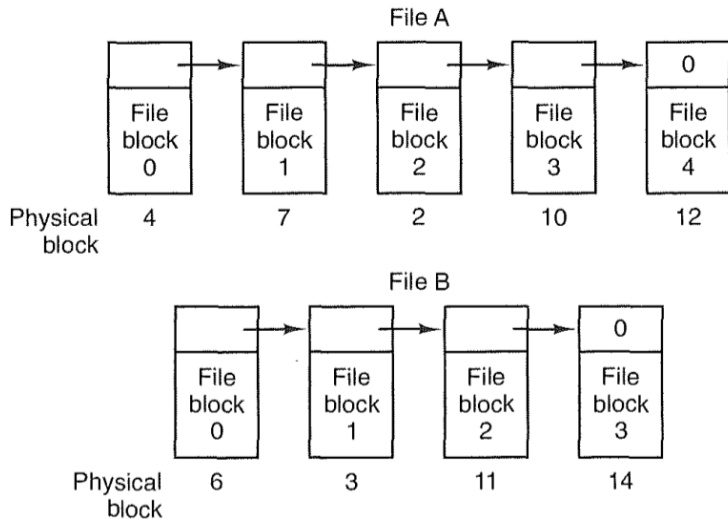 File A
0
File block 0
File block 1
File block 2
File block 3
File block 4
Physical block
4 7 2 10 12
File B
0
File block 0
File block 1
File block 2
File block 3
Physical block
6 3 11 14